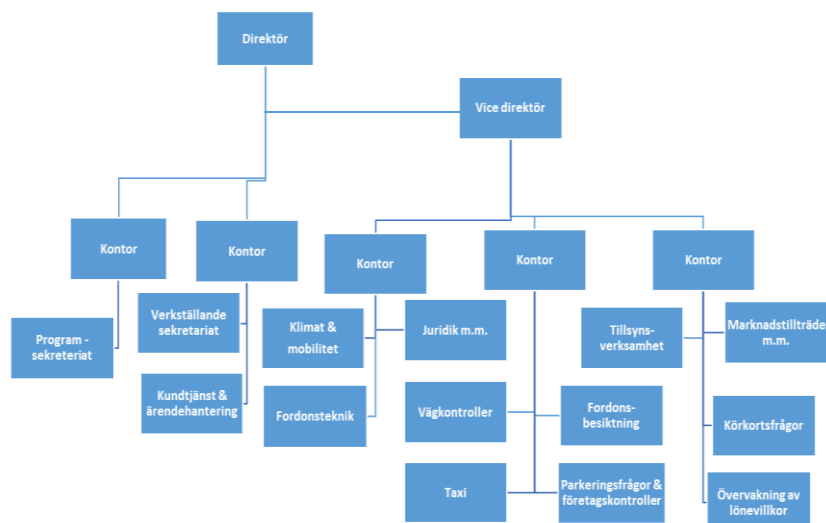 Direktör
Vice direktör
Kontor
Kontor
Kontor
Kontor
Kontor
Program -
sekreteriat
Verkställande
sekretariat
Kundtjänst &
ärendehantering
Klimat &
mobilitet
Juridik m.m.
Fordonsteknik
Vägkontroller
Fordons-
besiktning
Taxi
Parkeringsfrågor &
företagskontroller
Tillsyns-
verksamhet
Marknadstillträde
m.m.
Körkortsfrågor
Övervakning av
lönevillkor